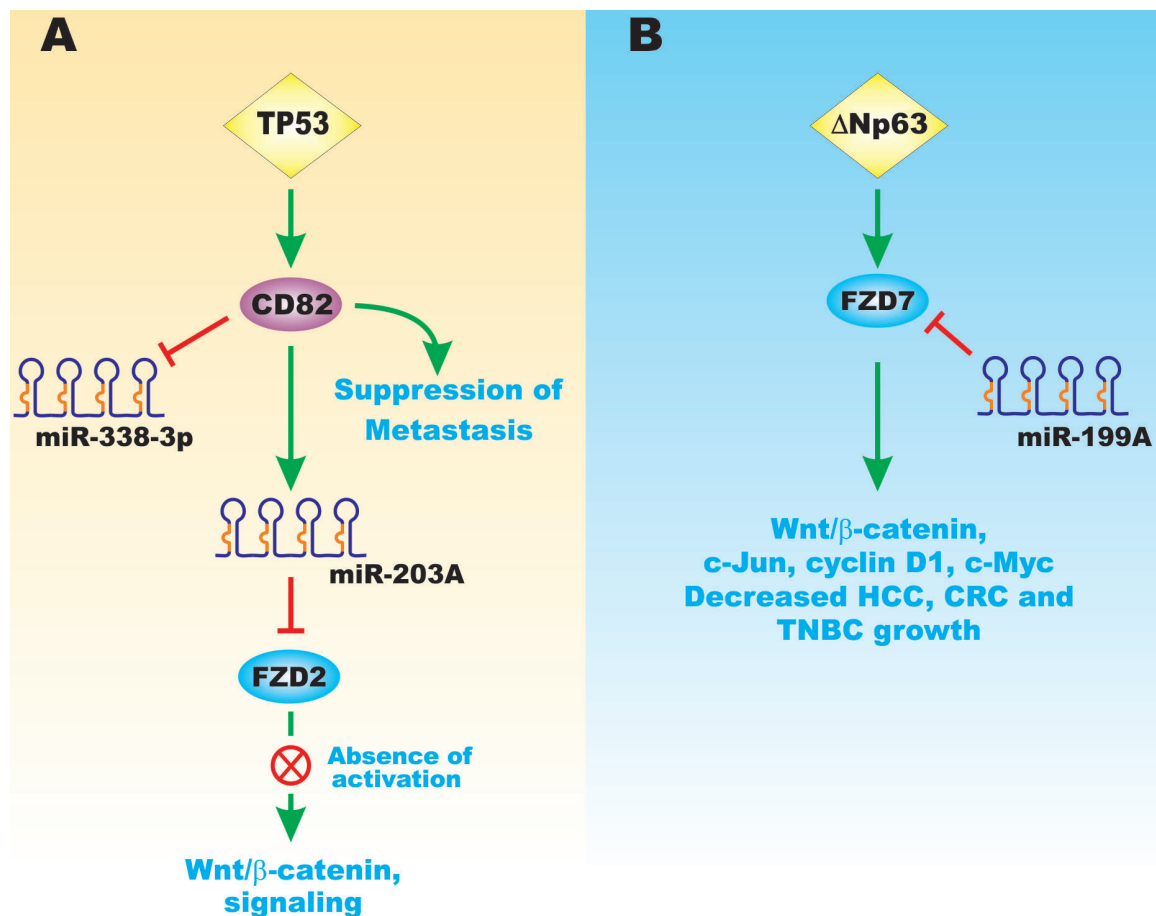 A
TP53
CD82
Suppression of
Metastasis
miR-338-3p
miR-203A
FZD2
Absence of
activation
Wnt/β-catenin,
signaling
B
ΔNp63
FZD7
miR-199A
Wnt/β-catenin,
c-Jun, cyclin D1, c-Myc
Decreased HCC, CRC and
TNBC growth